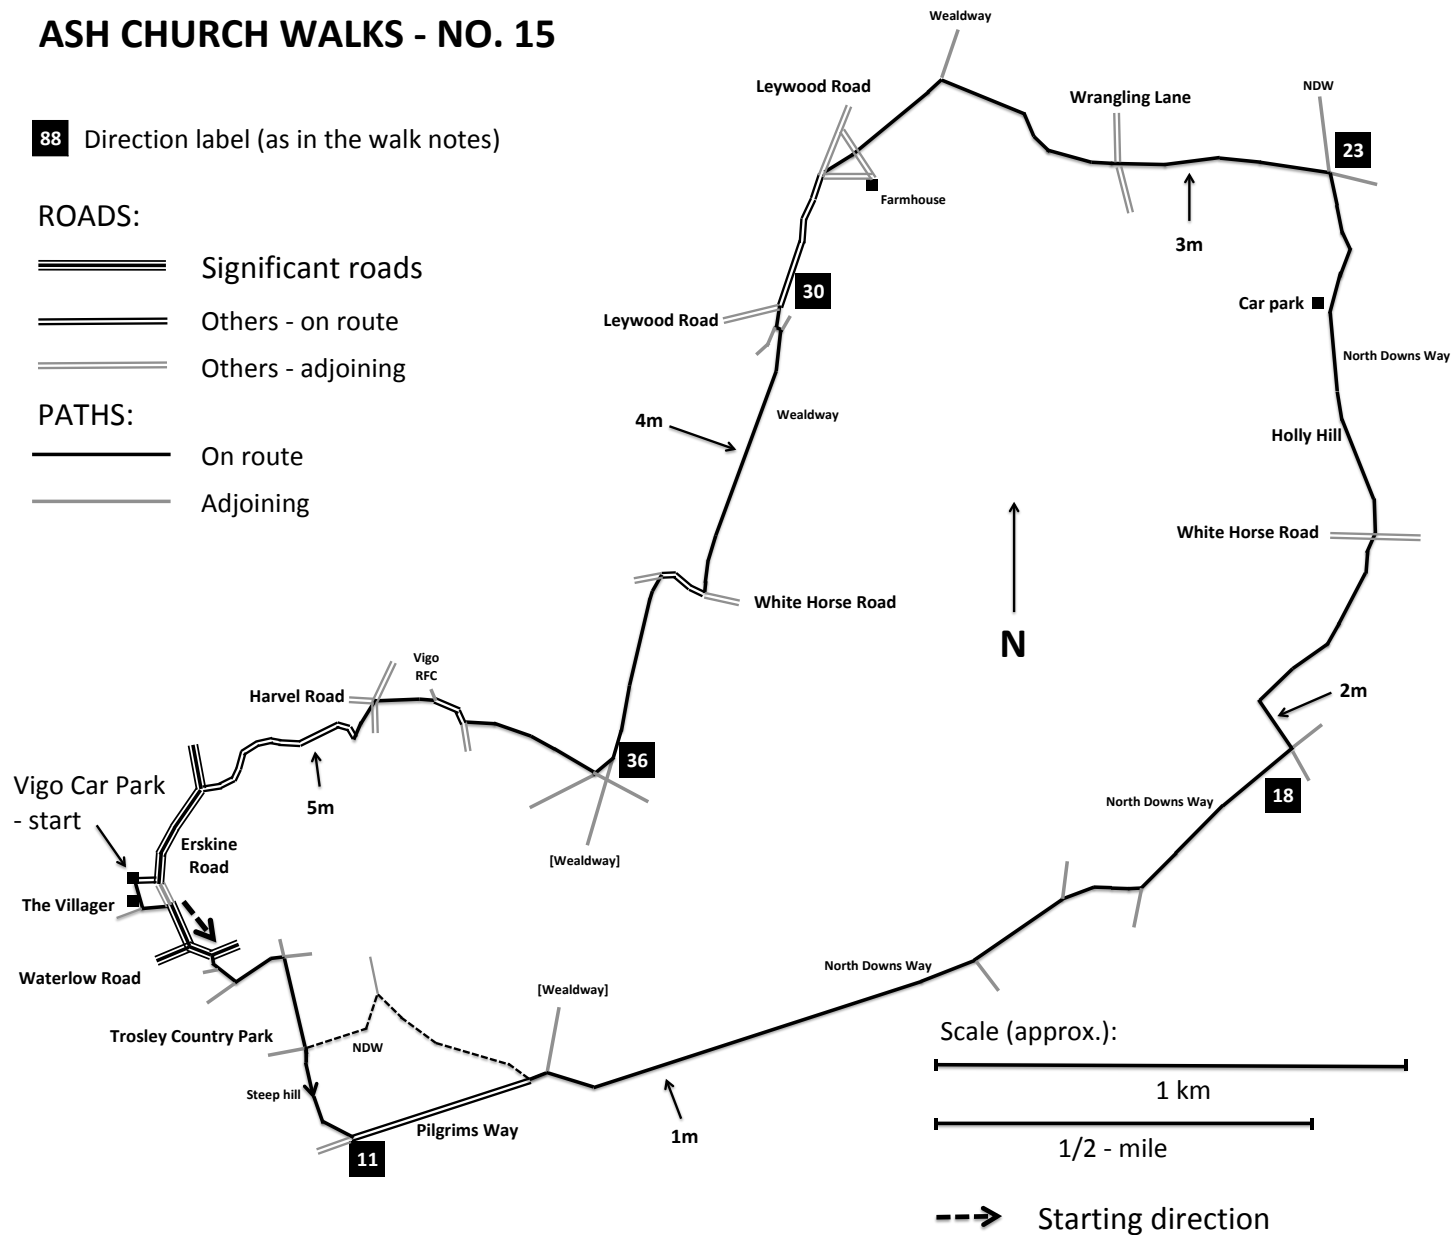 ASH CHURCH WALKS - NO. 15
88 Direction label (as in the walk notes)
ROADS:
Significant roads
Others - on route
Others - adjoining
PATHS:
On route
Adjoining
Wealdway
Leywood Road
Farmhouse
Wrangling Lane
NDW
23
3m
30
Leywood Road
Car park
North Downs Way
4m
Wealdway
Holly Hill
White Horse Road
White Horse Road
N
Vigo
RFC
Harvel Road
2m
36
18
Vigo Car Park
- start
5m
Erskine
Road
North Downs Way
[Wealdway]
The Villager
Waterlow Road
North Downs Way
[Wealdway]
Trosley Country Park
NDW
Steep hill
Pilgrims Way
11
1m
Scale (approx.):
1 km
1/2 - mile
Starting direction